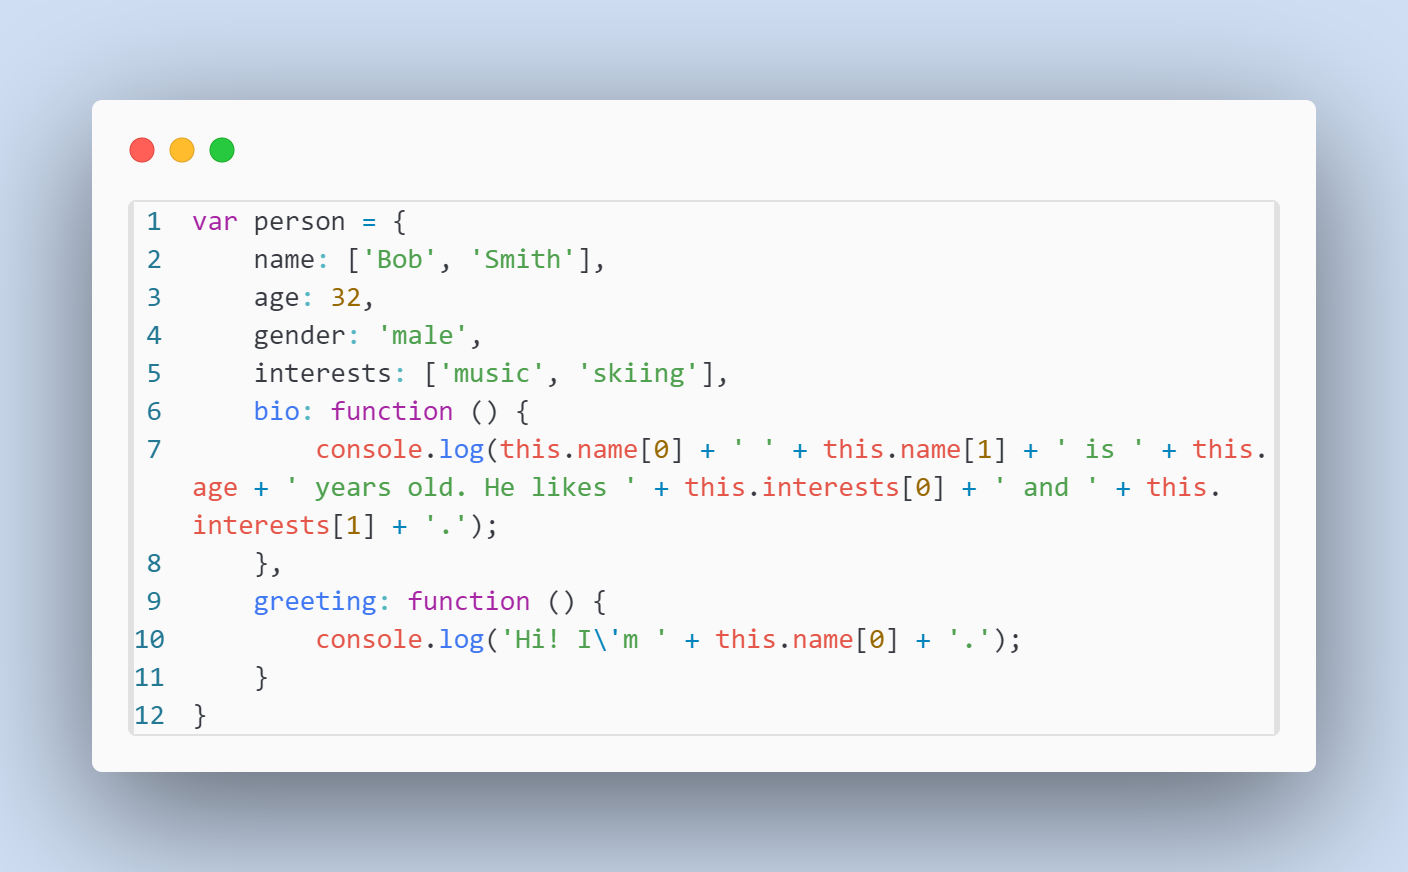 1 var person = {
2     name: ['Bob', 'Smith'],
3     age: 32,
4     gender: 'male',
5     interests: ['music', 'skiing'],
6     bio: function () {
7         console.log(this.name[0] + ' ' + this.name[1] + ' is ' + this.
age + ' years old. He likes ' + this.interests[0] + ' and ' + this.
interests[1] + '.');
8     },
9     greeting: function () {
10         console.log('Hi! I\'m ' + this.name[0] + '.');
11     }
12 }